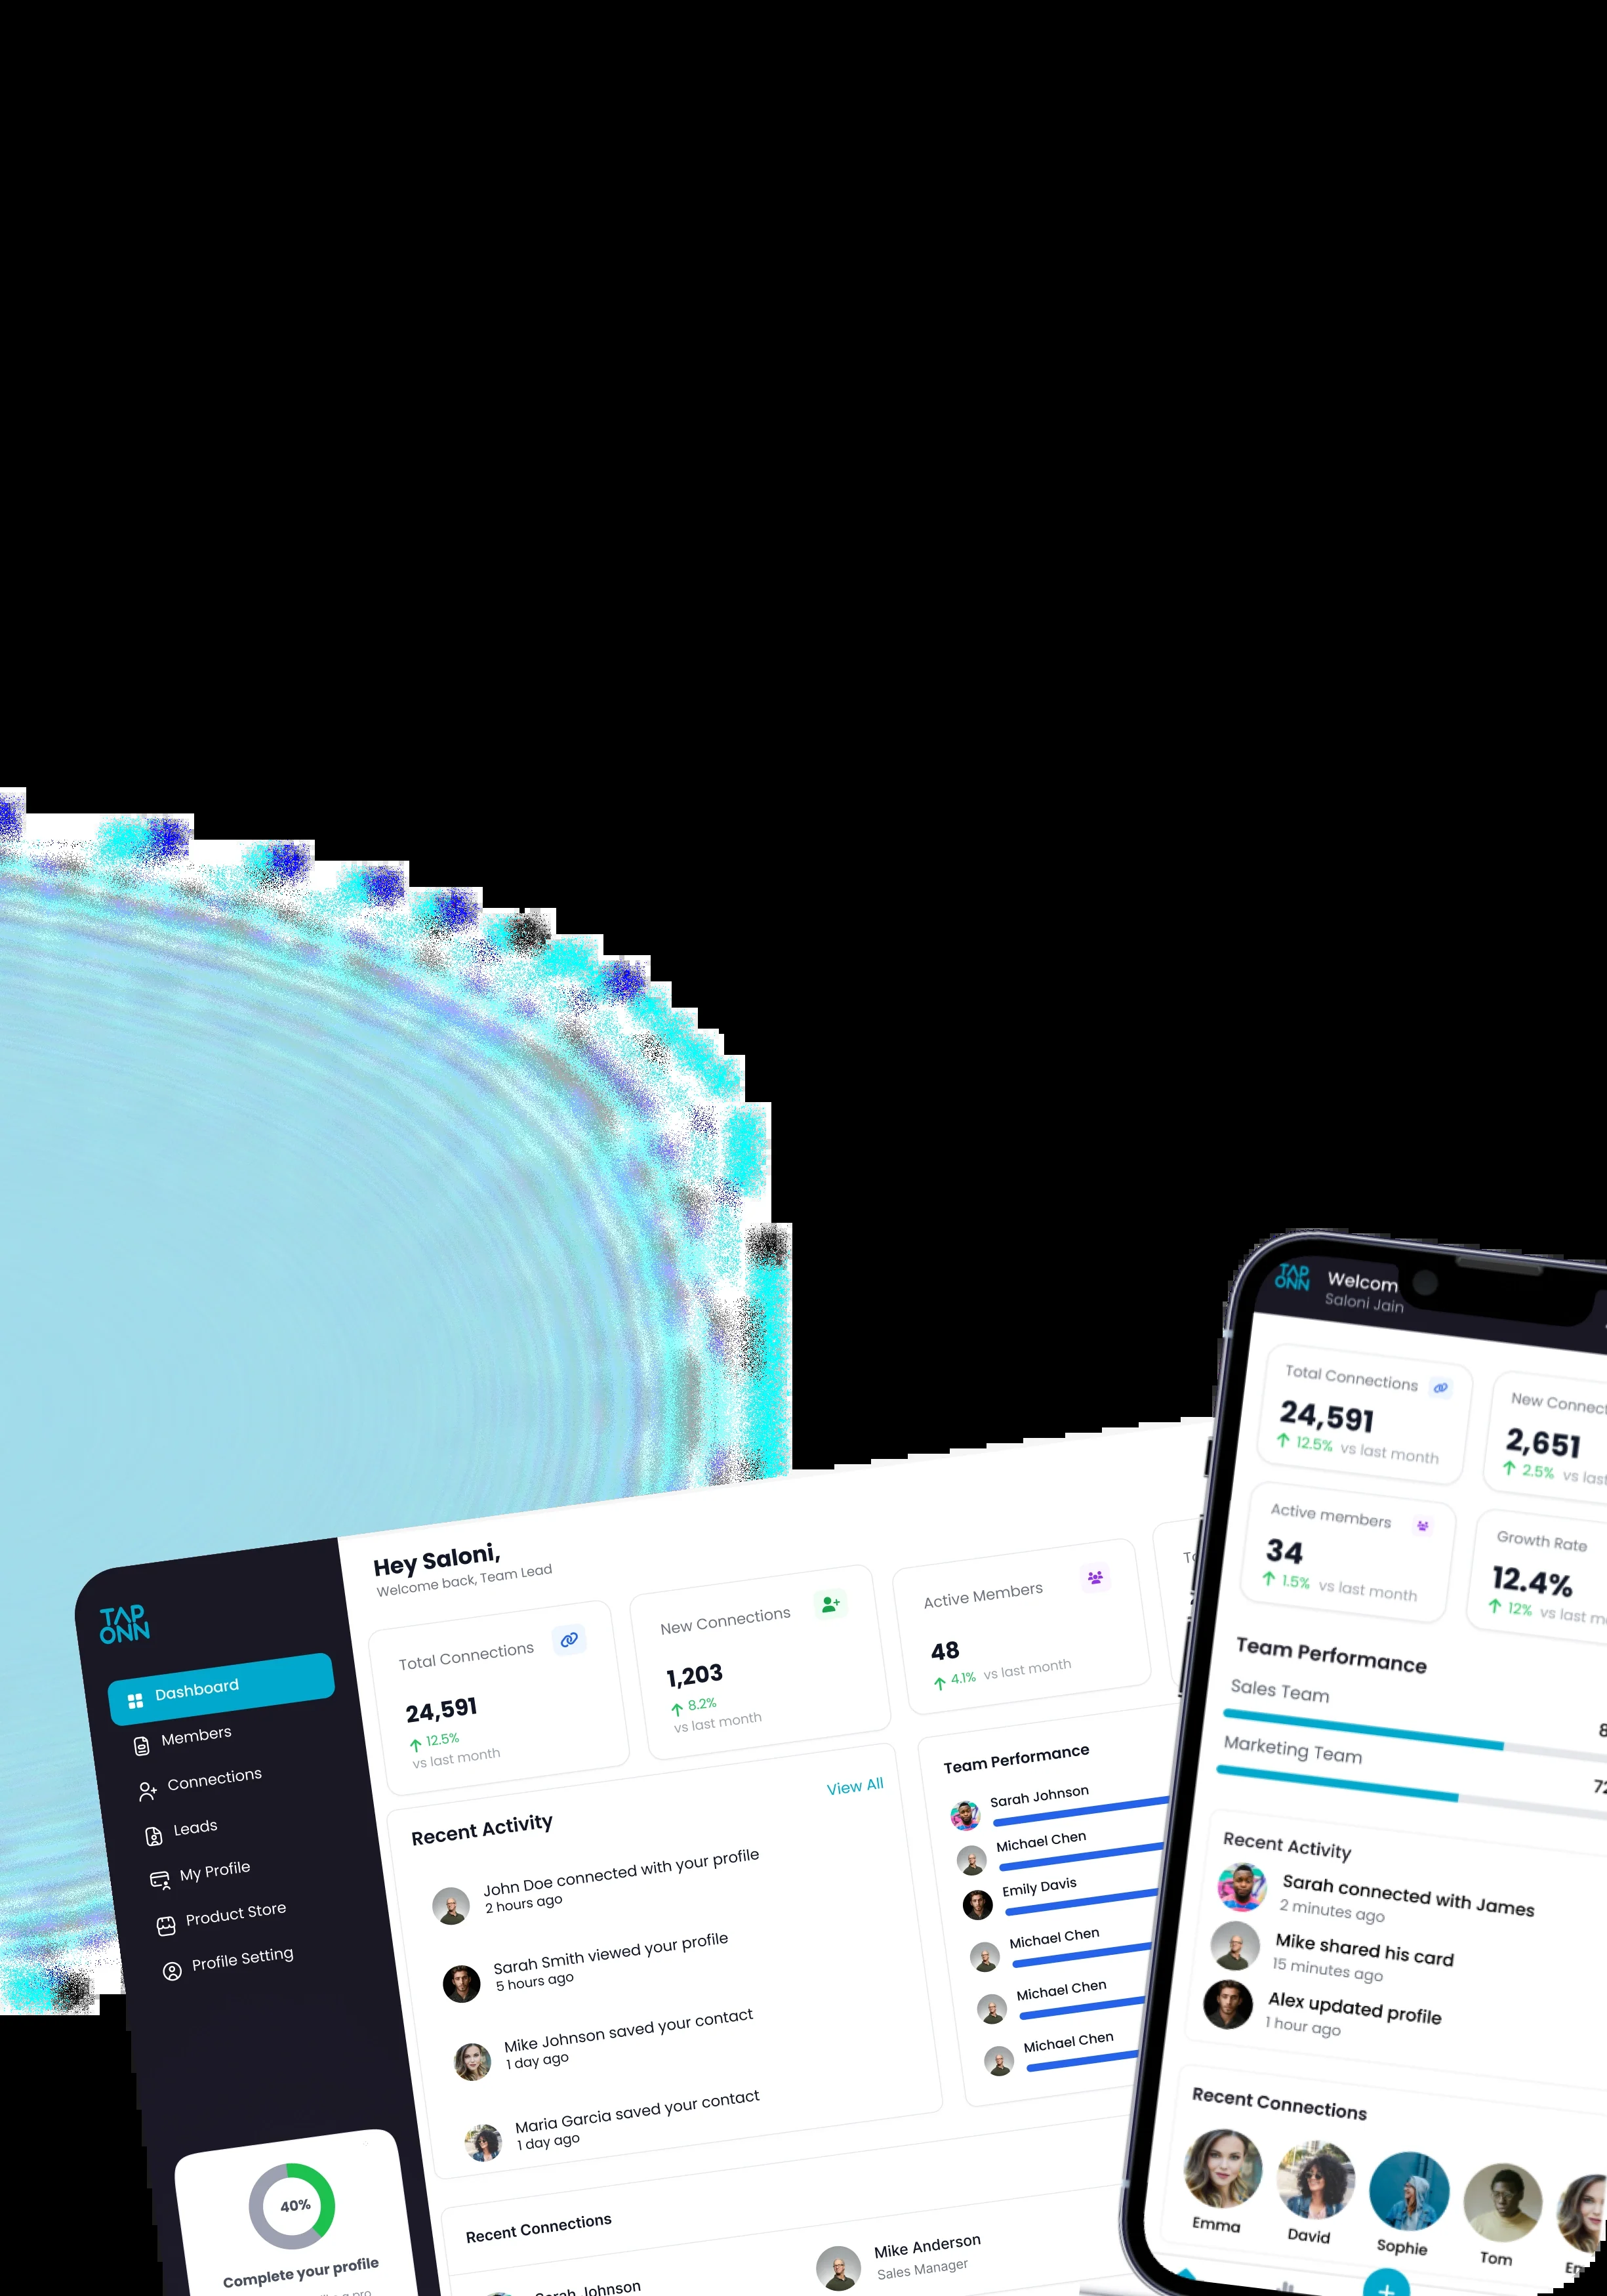 TAP
ONN
Dashboard
Members
Connections
Leads
My Profile
Product Store
Profile Setting
40%
Complete your profile
a pro
Hey Saloni,
Welcome back, Team Lead
Total Connections
24,591
12.5%
vs last month
New Connections
1,203
8.2%
vs last month
Active Members
48
4.1% vs last month
Recent Activity
View All
John Doe connected with your profile
2 hours ago
Sarah Smith viewed your profile
5 hours ago
Mike Johnson saved your contact
1 day ago
Maria Garcia saved your contact
1 day ago
Team Performance
Sarah Johnson
Michael Chen
Emily Davis
Michael Chen
Michael Chen
Michael Chen
Recent Connections
Sarah Johnson
Mike Anderson
Sales Manager
TAP
ONN
Welcom
Saloni Jain
Total Connections
24,591
12.5% vs last month
New Connect
2,651
2.5% vs last
Active members
34
1.5% vs last month
Growth Rate
12.4%
12% vs last m
Team Performance
Sales Team
8
Marketing Team
72
Recent Activity
Sarah connected with James
2 minutes ago
Mike shared his card
15 minutes ago
Alex updated profile
1 hour ago
Recent Connections
Emma
David
Sophie
Tom
Em